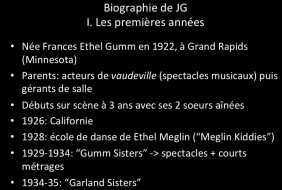 Biographie de JG
I. Les premières années
• Née Frances Ethel Gumm en 1922, à Grand Rapids
(Minnesota)
• Parents: acteurs de vaudeville (spectacles musicaux) puis
gérants de salle
• Débuts sur scène à 3 ans avec ses 2 soeurs aînées
• 1926: Californie
• 1928: école de danse de Ethel Meglin (“Meglin Kiddies”)
• 1929-1934: “Gumm Sisters” -> spectacles + courts
métrages
• 1934-35: “Garland Sisters”